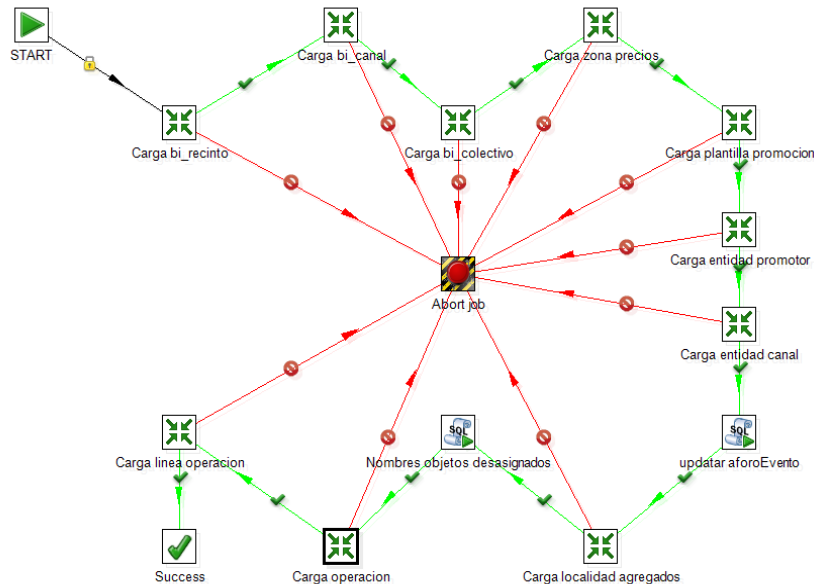 START
Carga bi_canal
Carga zona precios
Carga bi_recinto
Carga bi_colectivo
Carga plantilla promocion
Carga entidad promotor
Abort job
Carga entidad canal
SQL
SQL
Carga linea operacion
Nombres objetos desasignados
updatar aforoEvento
Success
Carga operacion
Carga localidad agregados